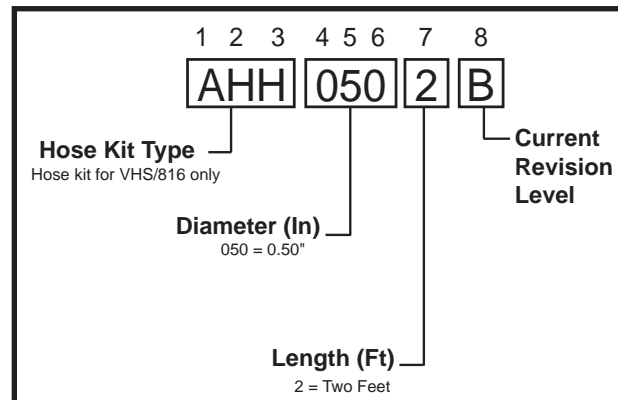 1 2 3 4 5 6 7 8
AHH 050 2 B
Hose Kit Type
Hose kit for VHS/816 only
Current
Revision
Level
Diameter (In)
050 = 0.50"
Length (Ft)
2 = Two Feet